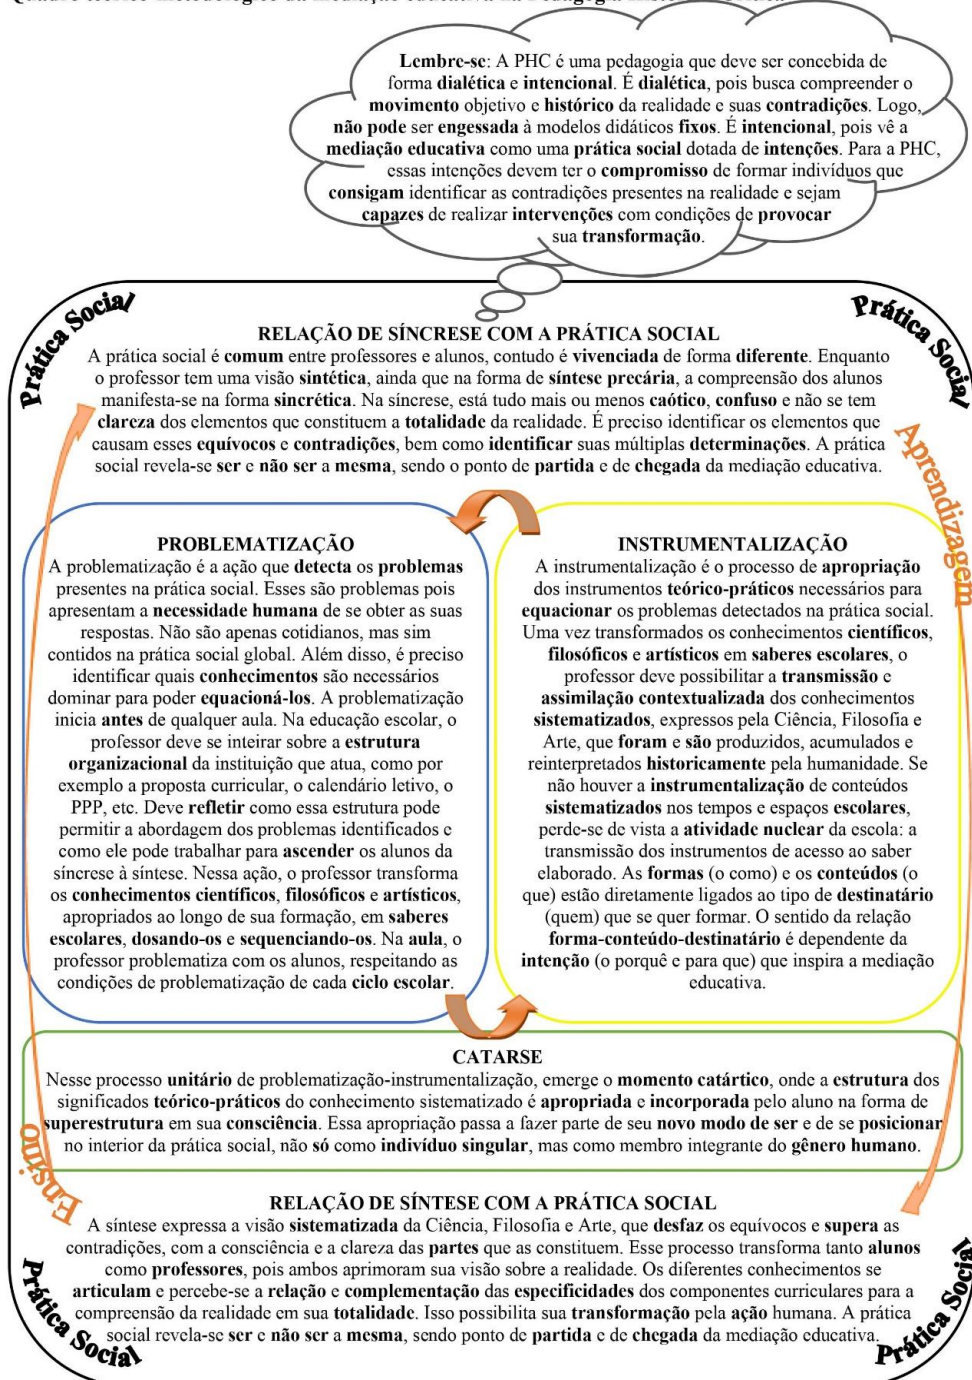 Lembre-se: A PHC é uma pedagogia que deve ser concebida de
forma dialética e intencional. É dialética, pois busca compreender o
movimento objetivo e histórico da realidade e suas contradições. Logo,
não pode ser engessada à modelos didáticos fixos. É intencional, pois vê a
mediação educativa como uma prática social dotada de intenções. Para a PHC,
essas intenções devem ter o compromisso de formar indivíduos que
consigam identificar as contradições presentes na realidade e sejam
capazes de realizar intervenções com condições de provocar
sua transformação.
Prática Social
Prática Social
RELAÇÃO DE SÍNCRESE COM A PRÁTICA SOCIAL
A prática social é comum entre professores e alunos, contudo é vivenciada de forma diferente. Enquanto
o professor tem uma visão sintética, ainda que na forma de síntese precária, a compreensão dos alunos
manifesta-se na forma sincrética. Na síncrese, está tudo mais ou menos caótico, confuso e não se tem
clareza dos elementos que constituem a totalidade da realidade. É preciso identificar os elementos que
causam esses equívocos e contradições, bem como identificar suas múltiplas determinações. A prática
social revela-se ser e não ser a mesma, sendo o ponto de partida e de chegada da mediação educativa.
Aprendizagem
PROBLEMATIZAÇÃO
A problematização é a ação que detecta os problemas
presentes na prática social. Esses são problemas pois
apresentam a necessidade humana de se obter as suas
respostas. Não são apenas cotidianos, mas sim
contidos na prática social global. Além disso, é preciso
identificar quais conhecimentos são necessários
dominar para poder equacioná-los. A problematização
inicia antes de qualquer aula. Na educação escolar, o
professor deve se inteirar sobre a estrutura
organizacional da instituição que atua, como por
exemplo a proposta curricular, o calendário letivo, o
PPP, etc. Deve refletir como essa estrutura pode
permitir a abordagem dos problemas identificados e
como ele pode trabalhar para ascender os alunos da
síncrese à síntese. Nessa ação, o professor transforma
os conhecimentos científicos, filosóficos e artísticos,
apropriados ao longo de sua formação, em saberes
escolares, dosando-os e sequenciando-os. Na aula, o
professor problematiza com os alunos, respeitando as
condições de problematização de cada ciclo escolar.
INSTRUMENTALIZAÇÃO
A instrumentalização é o processo de apropriação
dos instrumentos teórico-práticos necessários para
equacionar os problemas detectados na prática social.
Uma vez transformados os conhecimentos científicos,
filosóficos e artísticos em saberes escolares, o
professor deve possibilitar a transmissão e
assimilação contextualizada dos conhecimentos
sistematizados, expressos pela Ciência, Filosofia e
Arte, que foram e são produzidos, acumulados e
reinterpretados historicamente pela humanidade. Se
não houver a instrumentalização de conteúdos
sistematizados nos tempos e espaços escolares,
perde-se de vista a atividade nuclear da escola: a
transmissão dos instrumentos de acesso ao saber
elaborado. As formas (o como) e os conteúdos (o
que) estão diretamente ligados ao tipo de destinatário
(quem) que se quer formar. O sentido da relação
forma-conteúdo-destinatário é dependente da
intenção (o porquê e para que) que inspira a mediação
educativa.
CATARSE
Nesse processo unitário de problematização-instrumentalização, emerge o momento catártico, onde a estrutura dos
significados teórico-práticos do conhecimento sistematizado é apropriada e incorporada pelo aluno na forma de
superestrutura em sua consciência. Essa apropriação passa a fazer parte de seu novo modo de ser e de se posicionar
no interior da prática social, não só como indivíduo singular, mas como membro integrante do gênero humano.
Ensino
RELAÇÃO DE SÍNTESE COM A PRÁTICA SOCIAL
A síntese expressa a visão sistematizada da Ciência, Filosofia e Arte, que desfaz os equívocos e supera as
contradições, com a consciência e a clareza das partes que as constituem. Esse processo transforma tanto alunos
como professores, pois ambos aprimoram sua visão sobre a realidade. Os diferentes conhecimentos se
articulam e percebe-se a relação e complementação das especificidades dos componentes curriculares para a
compreensão da realidade em sua totalidade. Isso possibilita sua transformação pela ação humana. A prática
social revela-se ser e não ser a mesma, sendo ponto de partida e de chegada da mediação educativa.
Prática Social
Prática Social